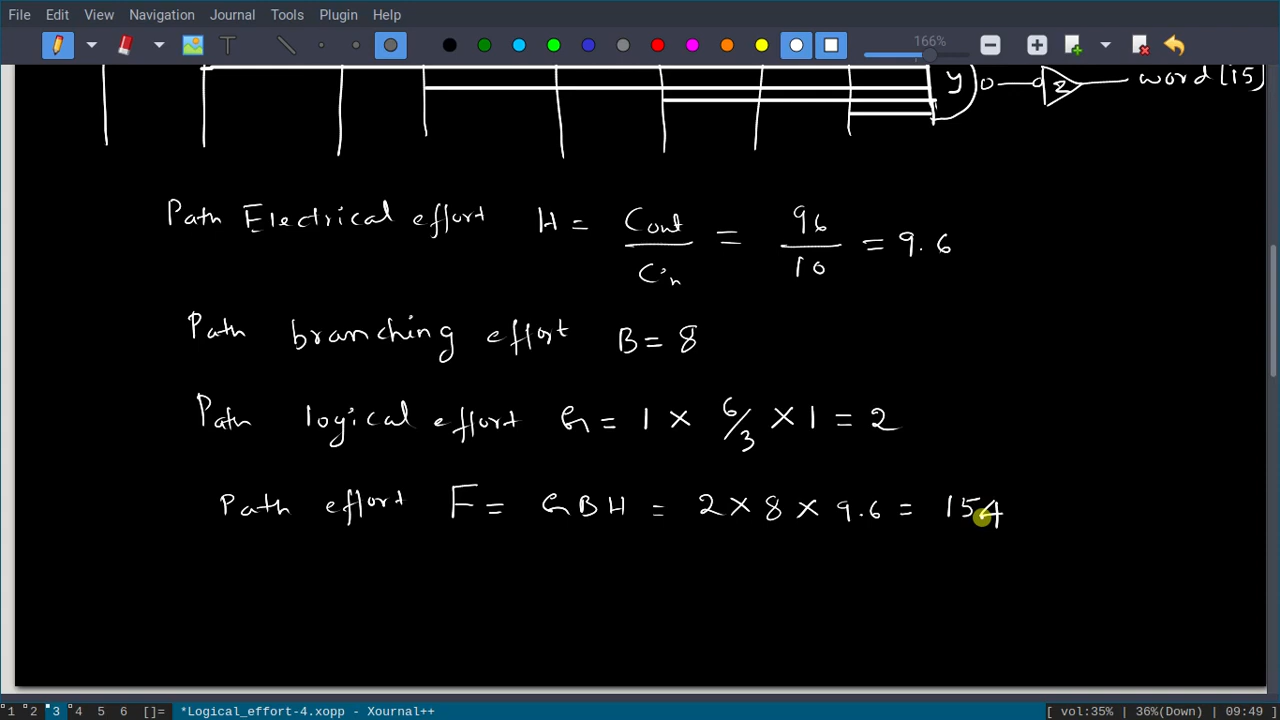 File Edit View Navigation Journal Tools Plugin Help
166%
y
z
word [15]
Path Electrical effort H = Cout / Cin = 96 / 10 = 9.6
Path branching effort B = 8
Path logical effort G = 1 × 6/3 × 1 = 2
Path effort F = GBH = 2 × 8 × 9.6 = 154
1 2 3 4 5 6 []= *Logical_effort-4.xopp - Xournal++ [ vol:35% | 36%(Down) | 09:49 ]